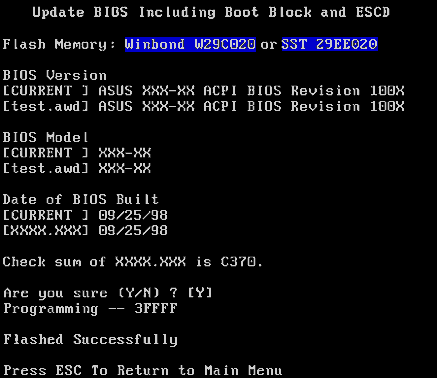 Update BIOS Including Boot Block and ESCD
Flash Memory: Winbond W29C020 or SST 29EE020
BIOS Version
[CURRENT ] ASUS XXX-XX ACPI BIOS Revision 100X
[test.awd] ASUS XXX-XX ACPI BIOS Revision 100X
BIOS Model
[CURRENT ] XXX-XX
[test.awd] XXX-XX
Date of BIOS Built
[CURRENT ] 09/25/98
[XXXX.XXX] 09/25/98
Check sum of XXXX.XXX is C370.
Are you sure (Y/N) ? [Y]
Programming -- 3FFFF
Flashed Successfully
Press ESC To Return to Main Menu